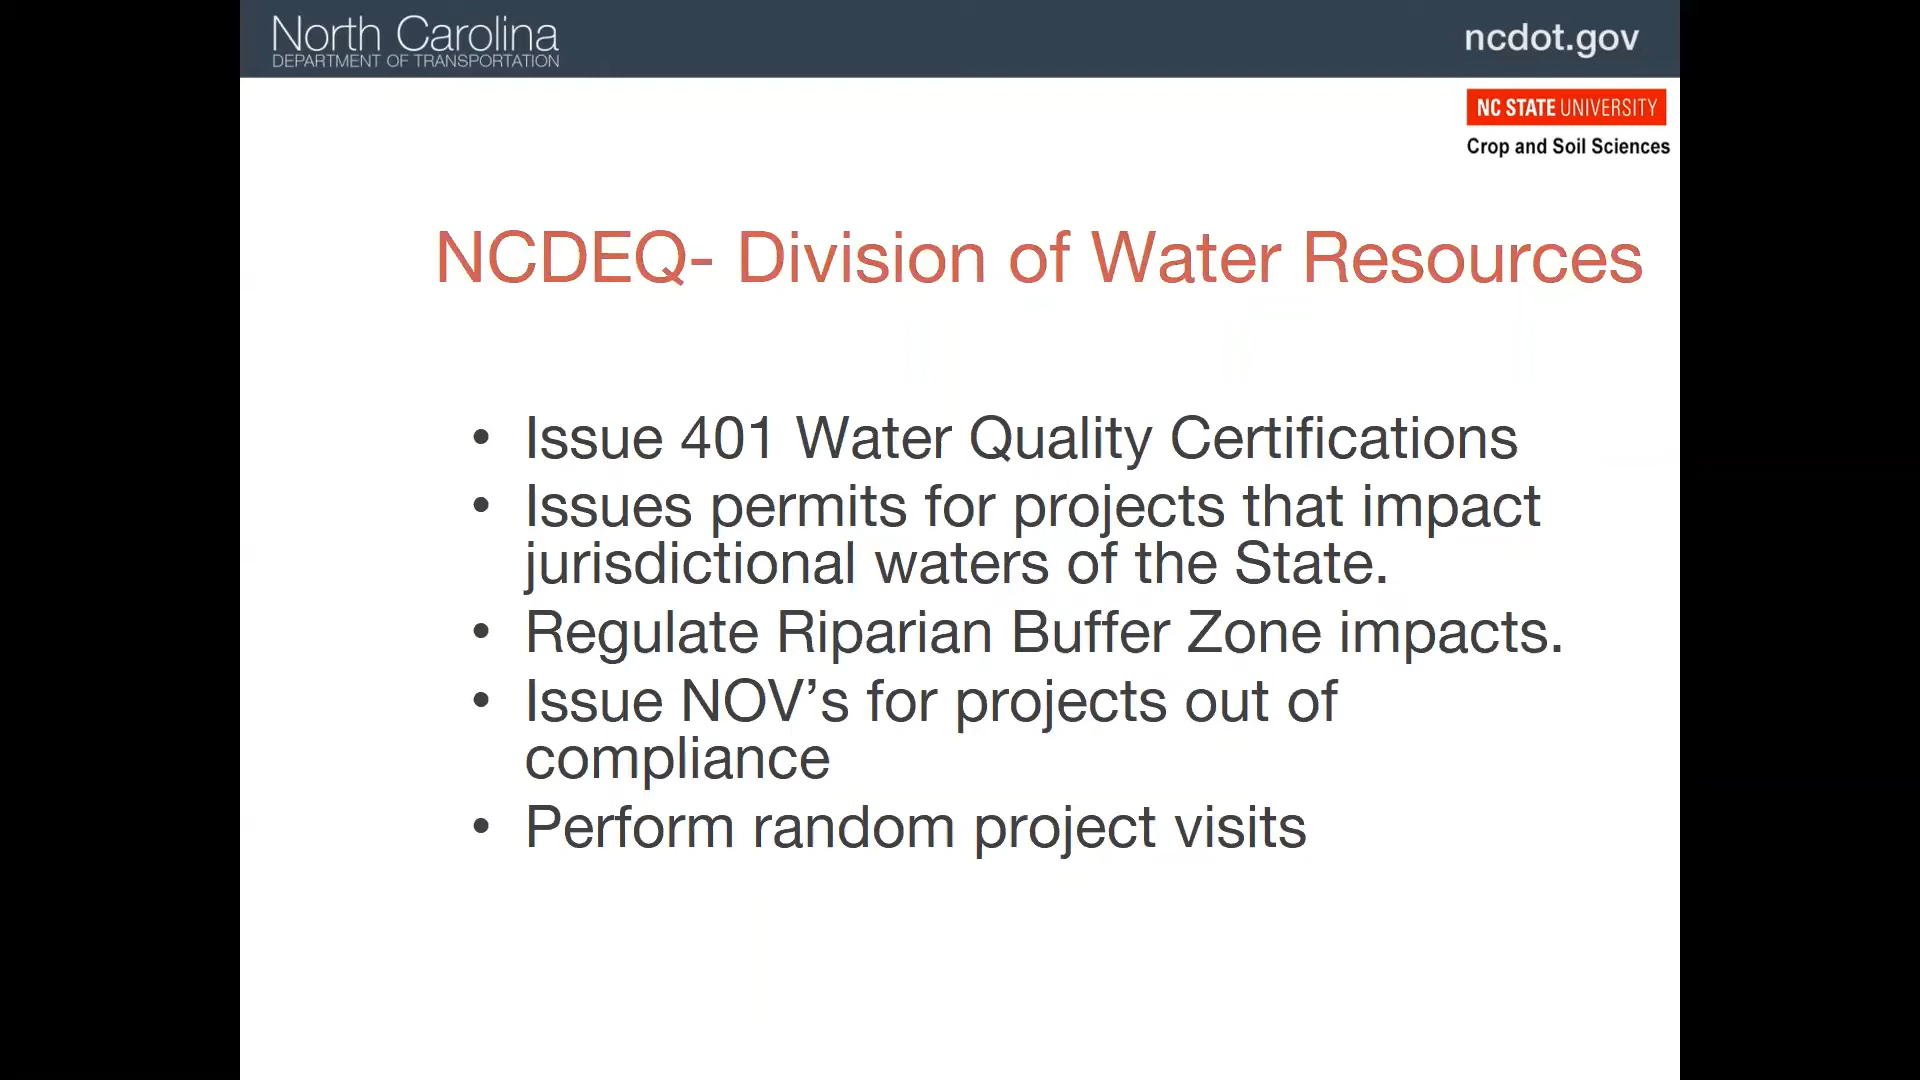 North Carolina
DEPARTMENT OF TRANSPORTATION
ncdot.gov
NC STATE UNIVERSITY
Crop and Soil Sciences
NCDEQ- Division of Water Resources
• Issue 401 Water Quality Certifications
• Issues permits for projects that impact
jurisdictional waters of the State.
• Regulate Riparian Buffer Zone impacts.
• Issue NOV’s for projects out of
compliance
• Perform random project visits